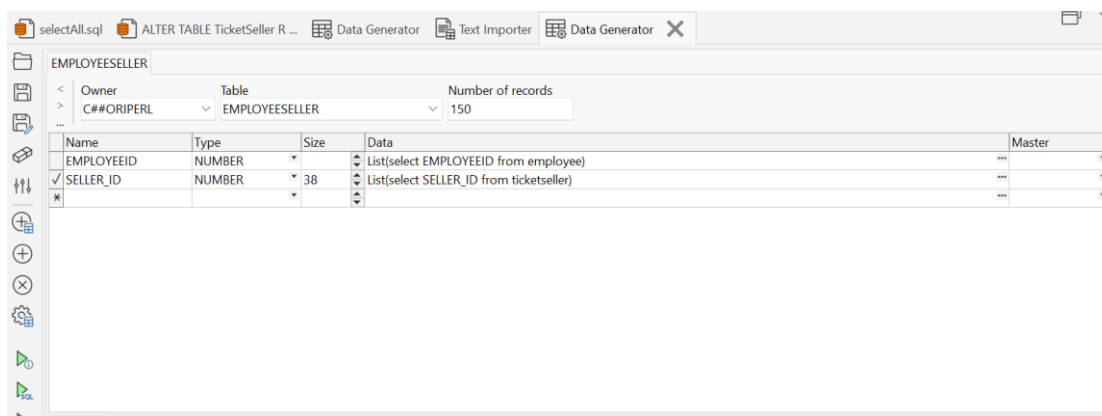 selectAll.sql ALTER TABLE TicketSeller R ... Data Generator Text Importer Data Generator
EMPLOYEESELLER
< Owner Table Number of records
> C##ORIPERL EMPLOYEESELLER 150
...
Name Type Size Data Master
EMPLOYEEID NUMBER List(select EMPLOYEEID from employee) ...
√ SELLER_ID NUMBER 38 List(select SELLER_ID from ticketseller) ...
* ...
SQL